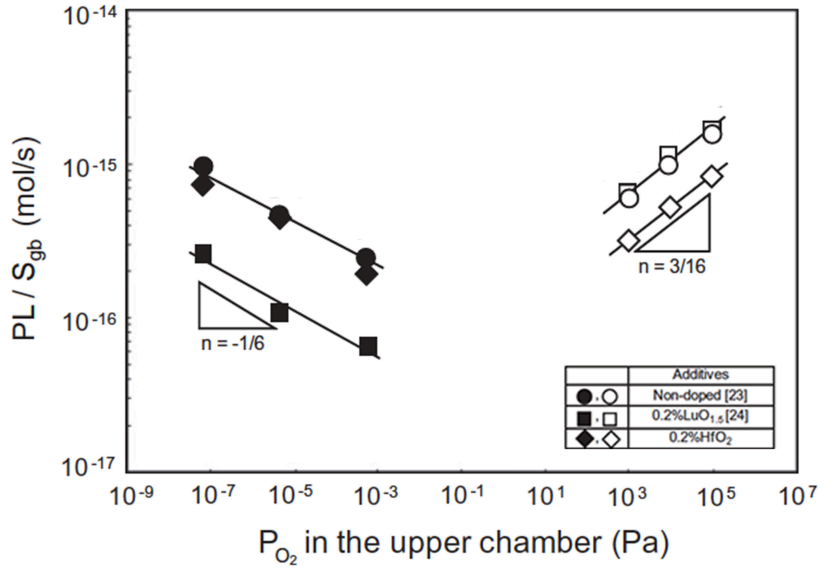 PL / S_gb (mol/s)
10⁻¹⁴
10⁻¹⁵
10⁻¹⁶
10⁻¹⁷
n = -1/6
n = 3/16
Additives
Non-doped [23]
0.2%LuO₁.₅[24]
0.2%HfO₂
10⁻⁹ 10⁻⁷ 10⁻⁵ 10⁻³ 10⁻¹ 10¹ 10³ 10⁵ 10⁷
P_O₂ in the upper chamber (Pa)